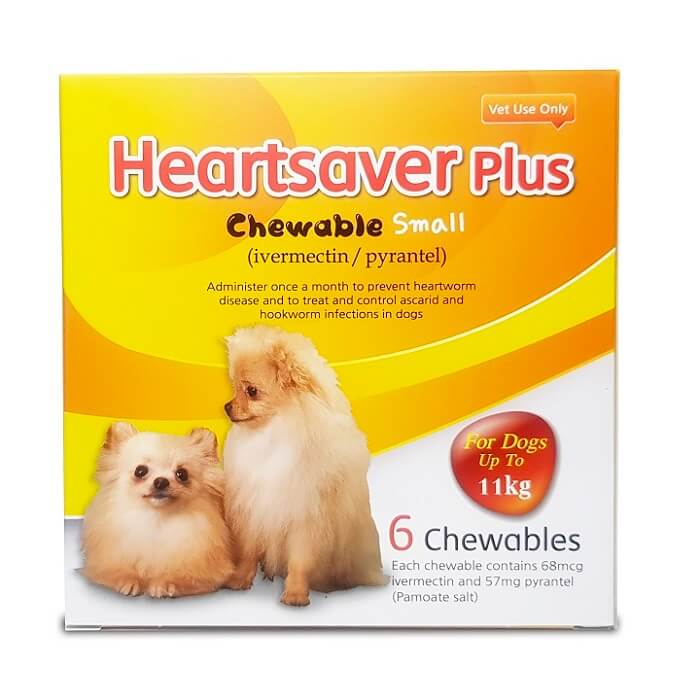 Vet Use Only
Heartsaver Plus
Chewable Small
(ivermectin / pyrantel)
Administer once a month to prevent heartworm
disease and to treat and control ascarid and
hookworm infections in dogs
For Dogs
Up To
11kg
6 Chewables
Each chewable contains 68mcg
ivermectin and 57mg pyrantel
(Pamoate salt)